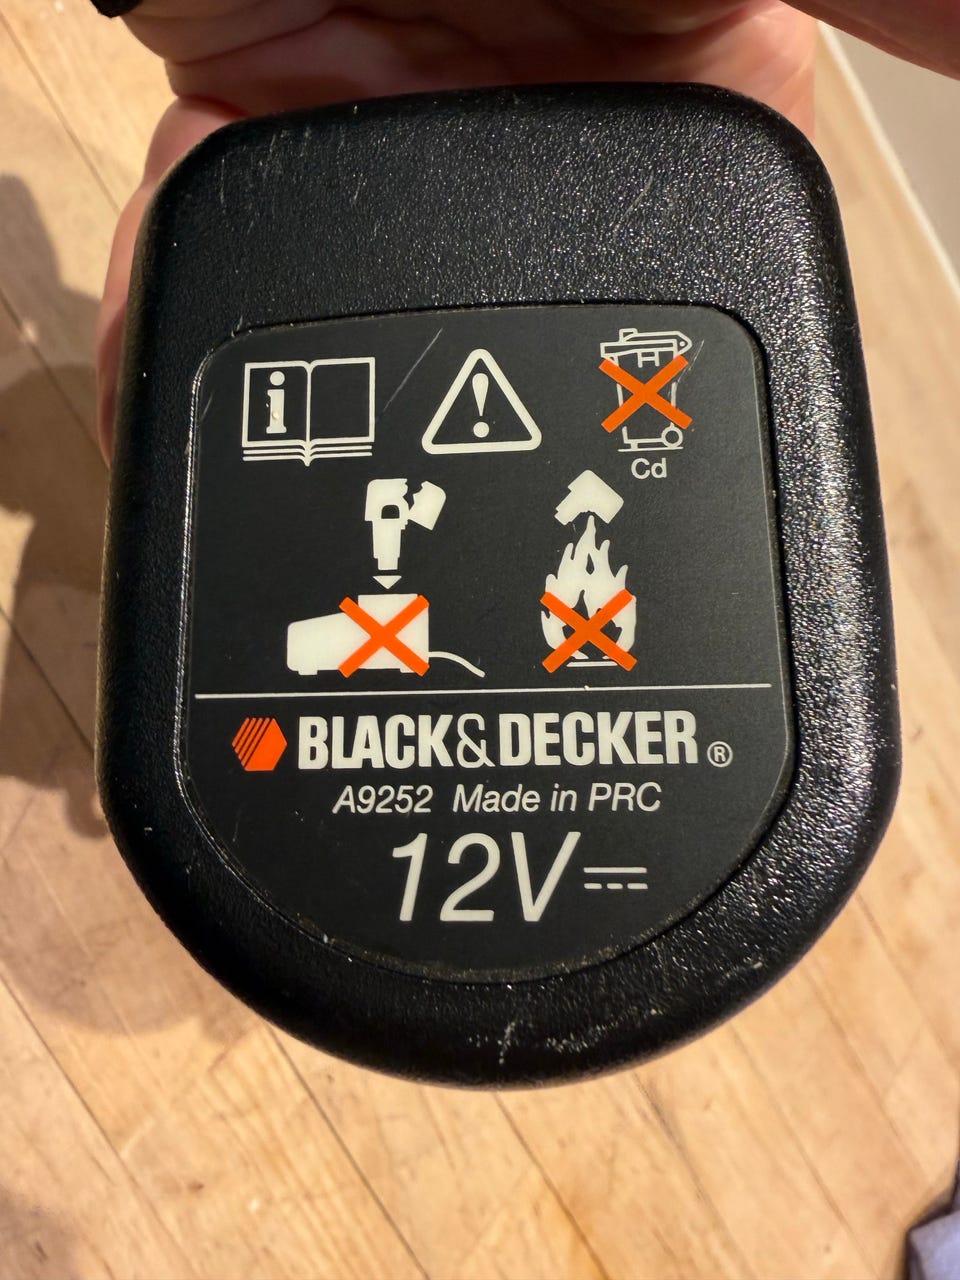 i
!
Cd
BLACK&DECKER®
A9252 Made in PRC
12V